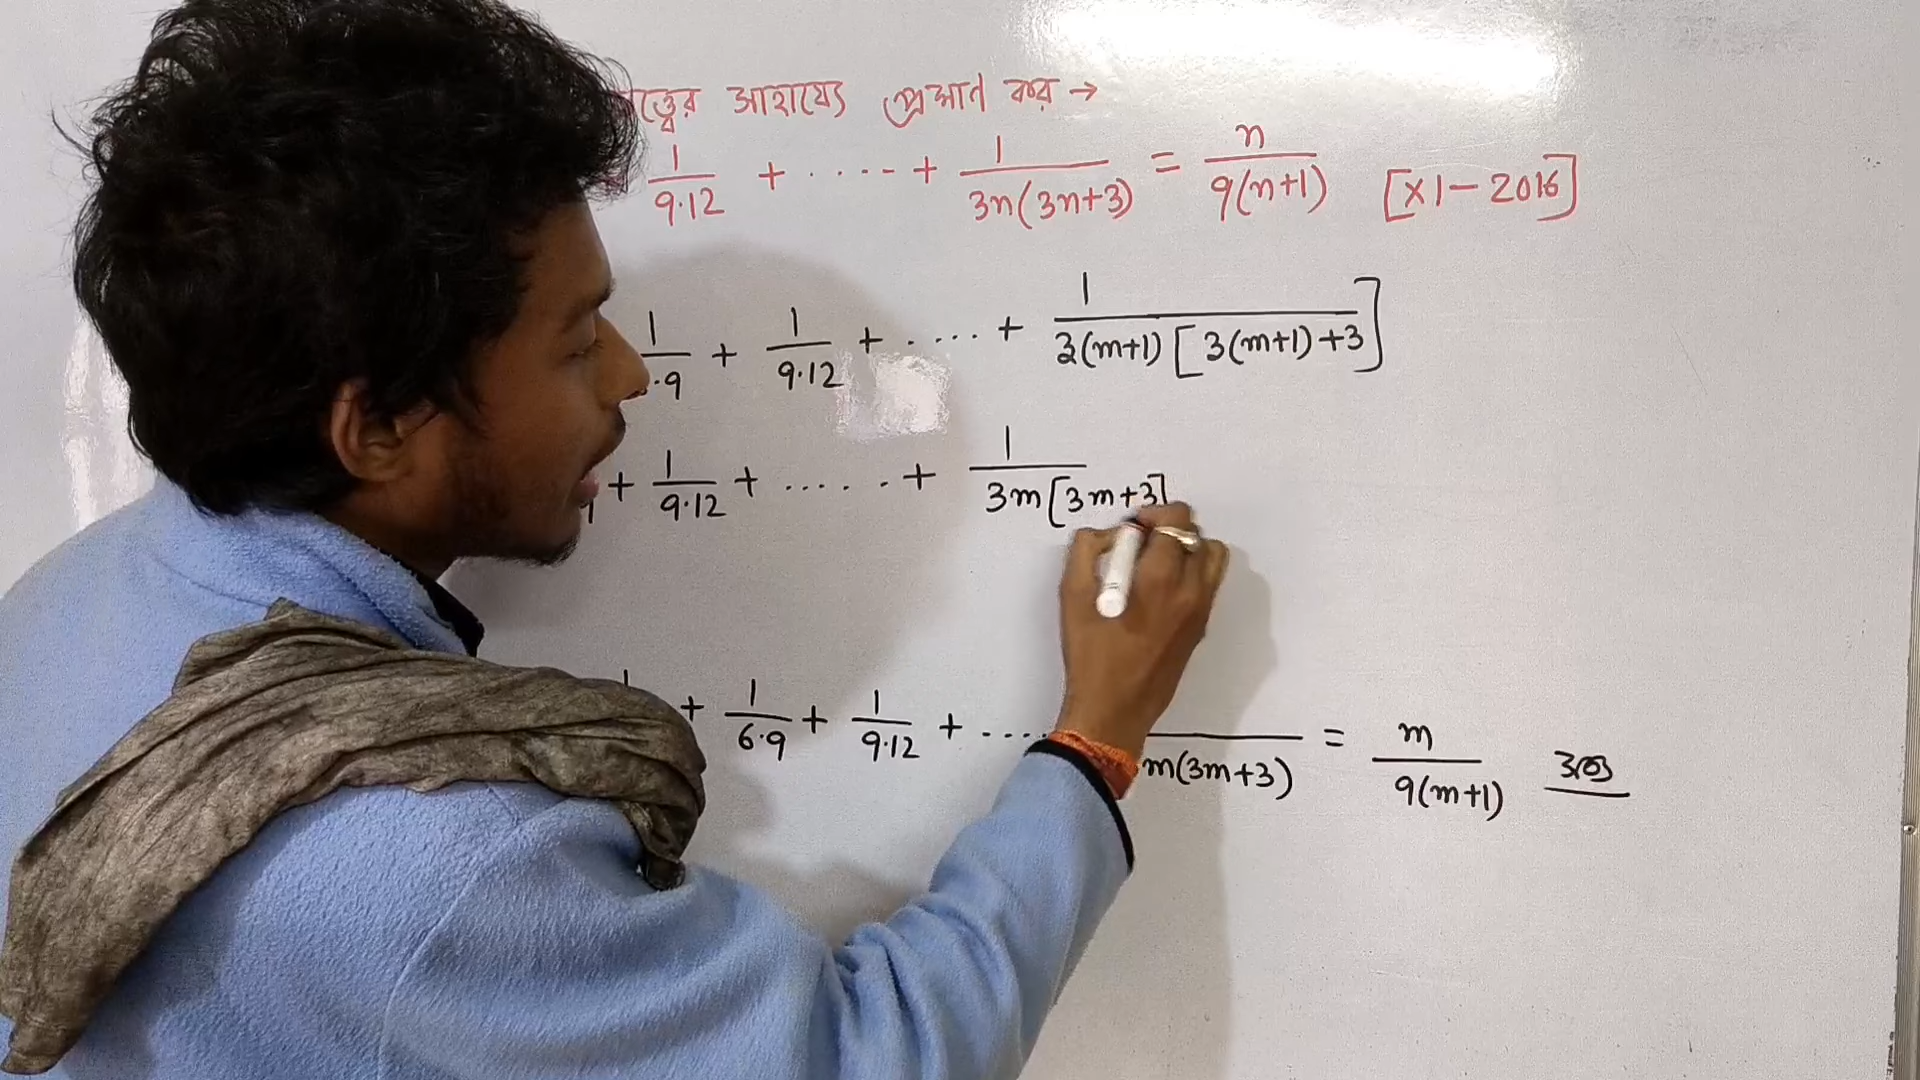 ত্ত্বের সাহায্যে প্রমাণ কর →
1/(9·12) + ..... + 1/(3n(3n+3)) = n/(9(n+1)) [XI - 2016]
1/(·9) + 1/(9·12) + ..... + 1/(3(m+1)[3(m+1)+3])
+ 1/(9·12) + ...... + 1/(3m[3m+3])
+ 1/(6·9) + 1/(9·12) + .... m(3m+3) = m/(9(m+1))